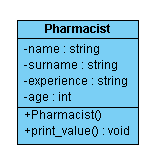 Pharmacist
-name : string
-surname : string
-experience : string
-age : int
+Pharmacist()
+print_value() : void